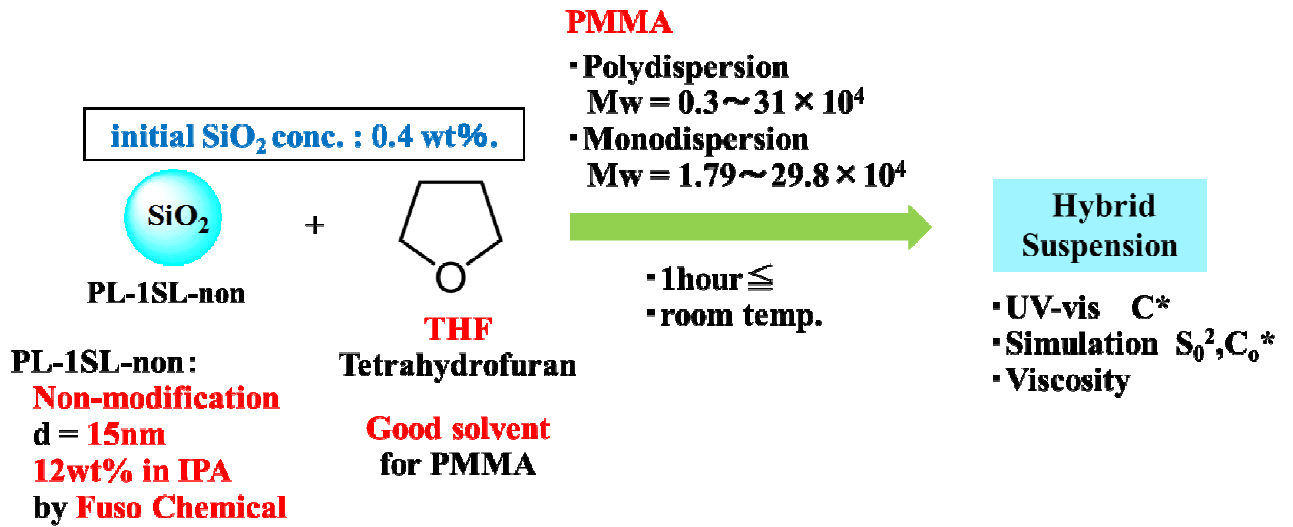 initial SiO₂ conc. : 0.4 wt%.
SiO₂
PL-1SL-non
PL-1SL-non:
Non-modification
d = 15nm
12wt% in IPA
by Fuso Chemical
+
O
THF
Tetrahydrofuran
Good solvent
for PMMA
PMMA
・Polydispersion
Mw = 0.3～31 × 10⁴
・Monodispersion
Mw = 1.79～29.8 × 10⁴
・1hour≦
・room temp.
Hybrid
Suspension
・UV-vis C*
・Simulation S₀²,Cₒ*
・Viscosity